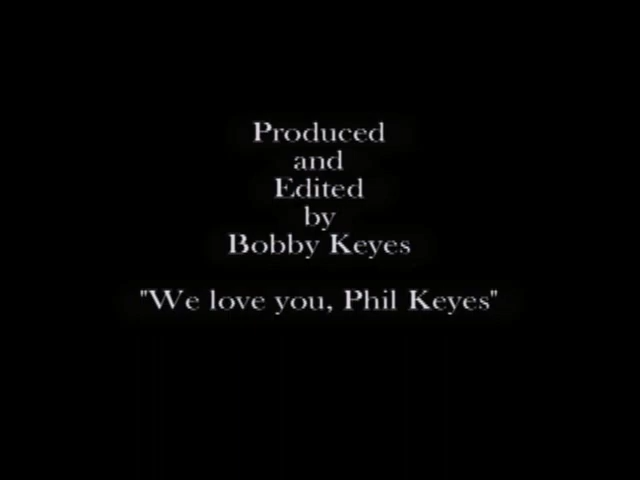 Produced
and
Edited
by
Bobby Keyes
"We love you, Phil Keyes"